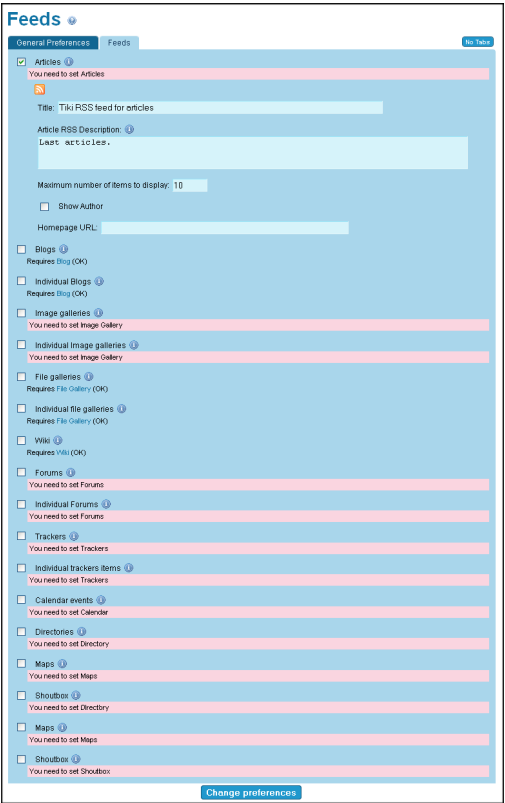 Feeds
General Preferences Feeds No Tabs
Articles
You need to set Articles
Title: Tiki RSS feed for articles
Article RSS Description:
Last articles.
Maximum number of items to display: 10
Show Author
Homepage URL:
Blogs
Requires Blog (OK)
Individual Blogs
Requires Blog (OK)
Image galleries
You need to set Image Gallery
Individual Image galleries
You need to set Image Gallery
File galleries
Requires File Gallery (OK)
Individual file galleries
Requires File Gallery (OK)
Wiki
Requires Wiki (OK)
Forums
You need to set Forums
Individual Forums
You need to set Forums
Trackers
You need to set Trackers
Individual trackers items
You need to set Trackers
Calendar events
You need to set Calendar
Directories
You need to set Directory
Maps
You need to set Maps
Shoutbox
You need to set Directory
Maps
You need to set Maps
Shoutbox
You need to set Shoutbox
Change preferences